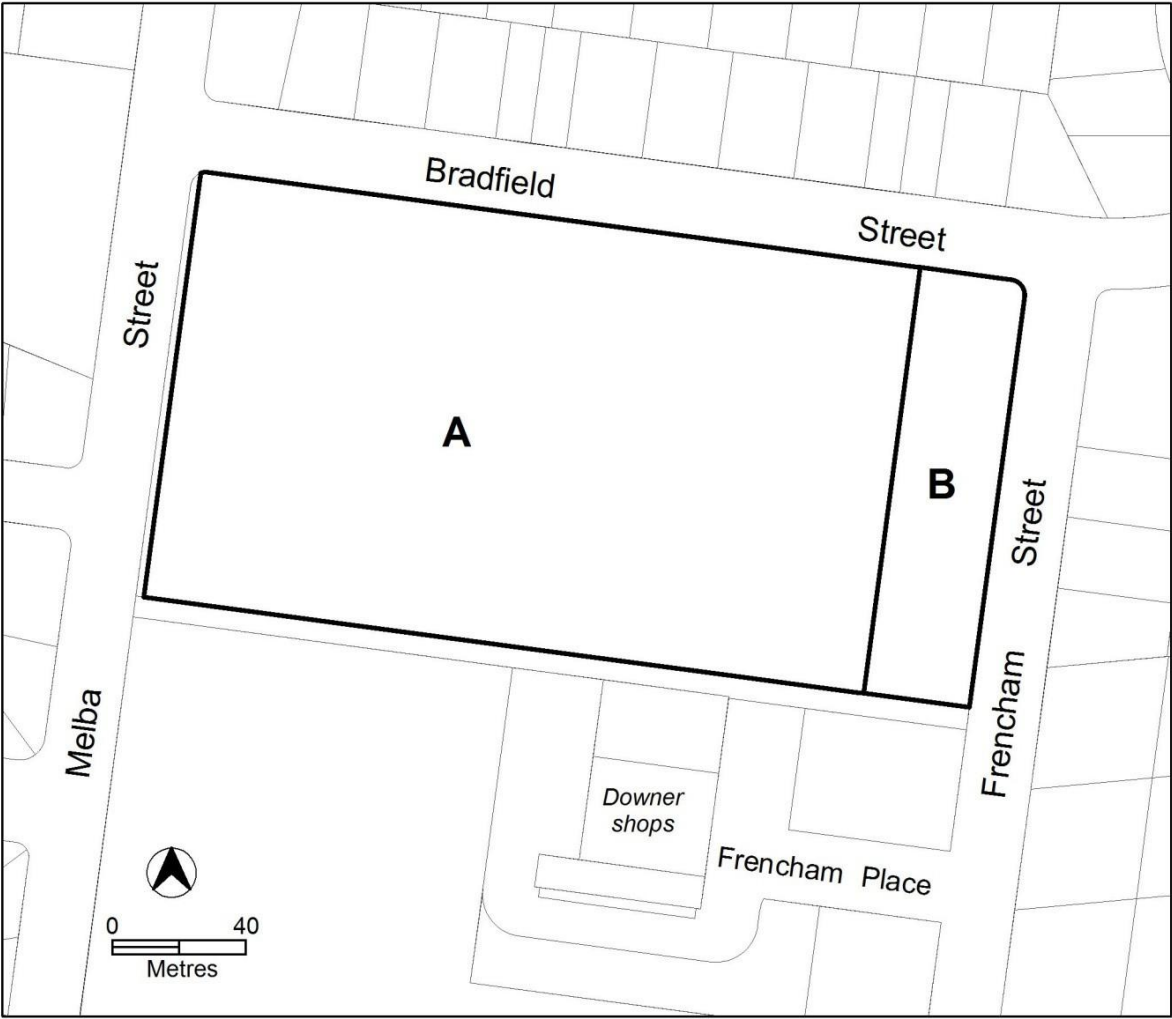 Bradfield
Street
Street
A
B
Street
Frencham
Melba
Downer
shops
Frencham Place
0 40
Metres